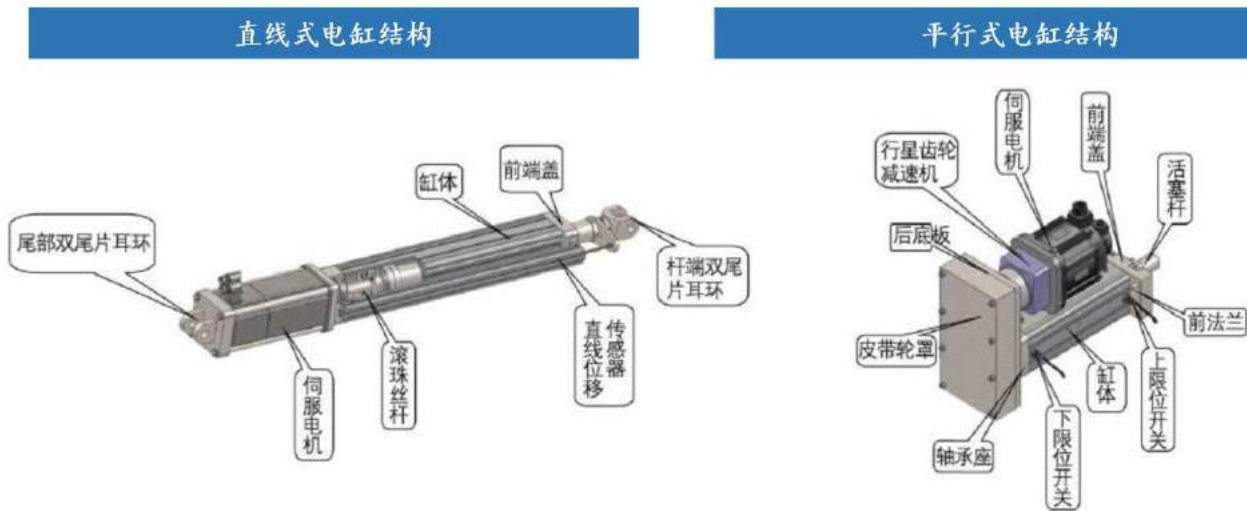 直线式电缸结构
平行式电缸结构
尾部双尾片耳环
缸体
前端盖
杆端双尾
片耳环
伺服电机
滚珠丝杆
直线位移
传感器
行星齿轮
减速机
伺服电机
前端盖
活塞杆
后底板
皮带轮罩
轴承座
下限位开关
缸体
上限位开关
前法兰